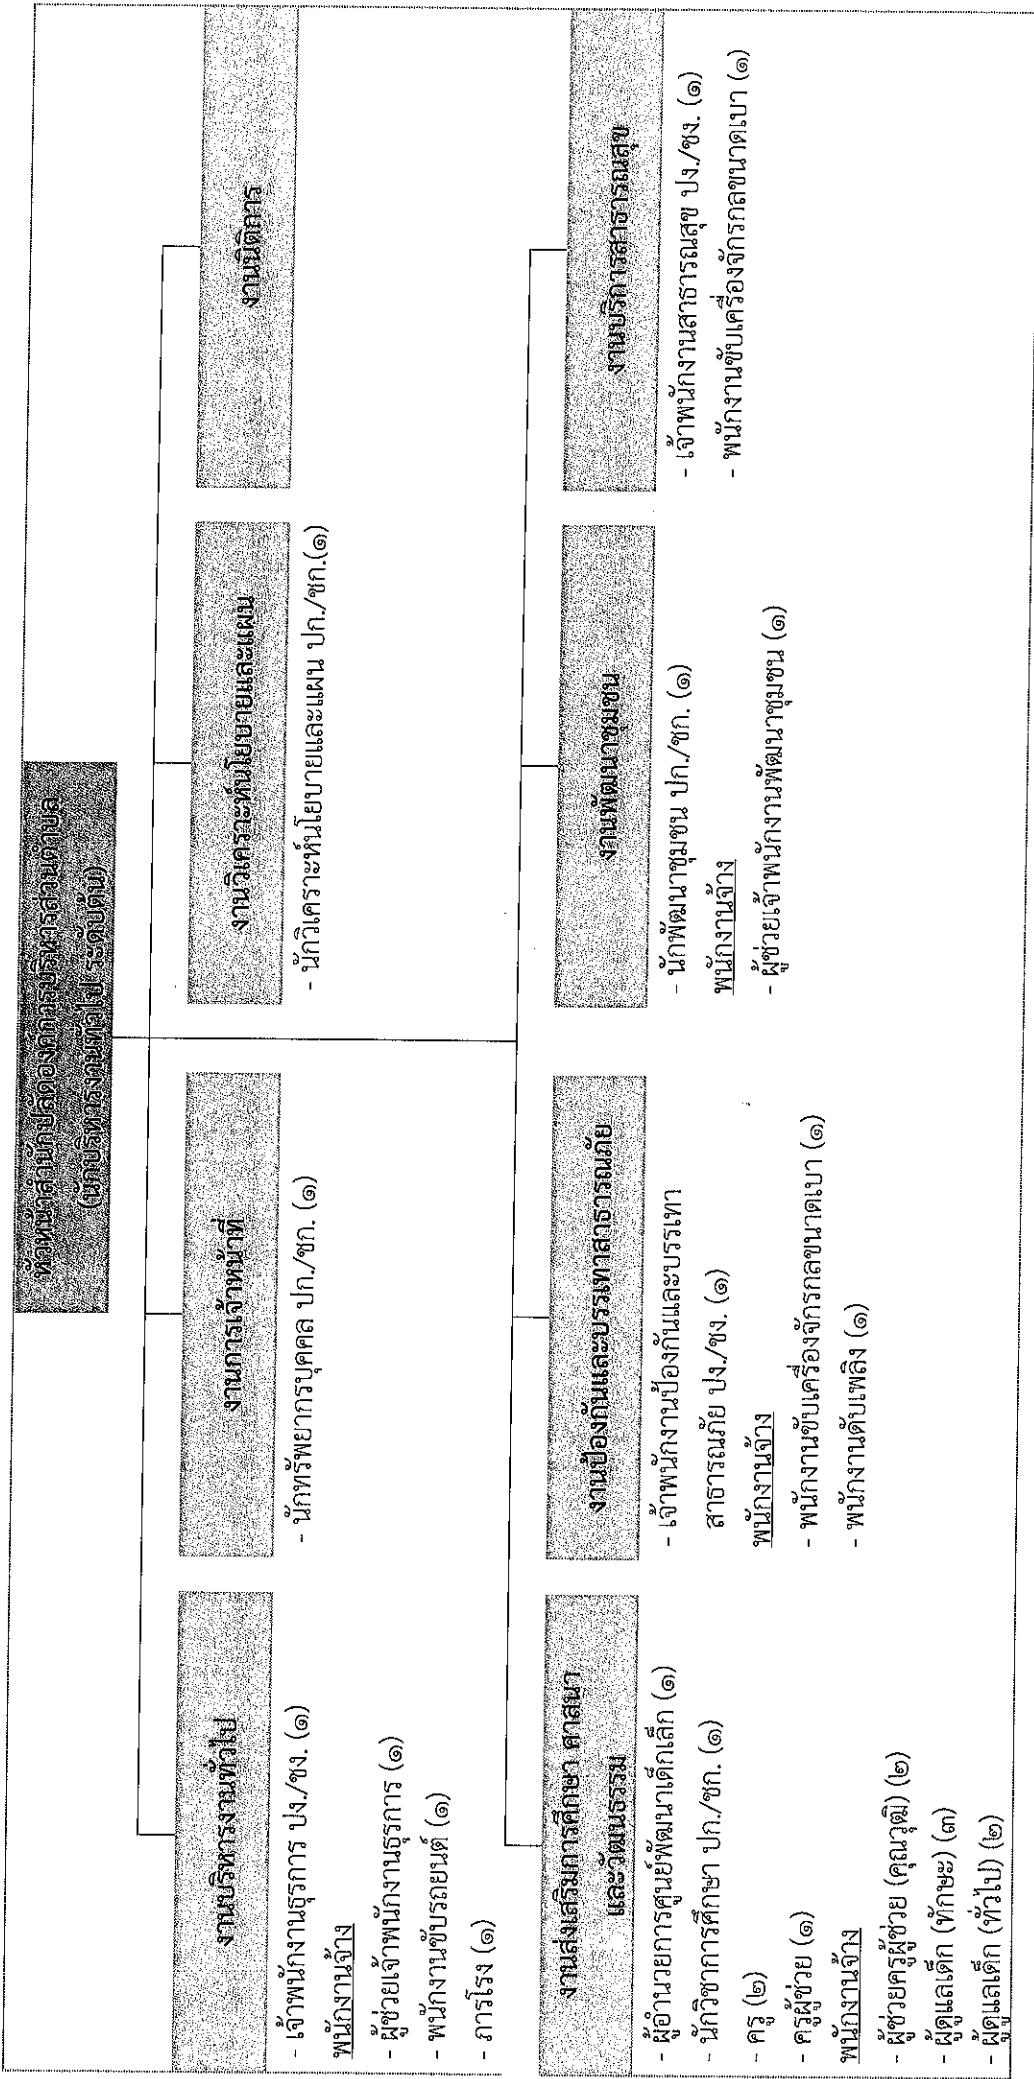 หัวหน้าสำนักปลัดองค์การบริหารส่วนตำบล
(นักบริหารงานทั่วไป ระดับต้น)
งานบริหารงานทั่วไป
- เจ้าพนักงานธุรการ ปง./ชง. (๑)
พนักงานจ้าง
- ผู้ช่วยเจ้าพนักงานธุรการ (๑)
- พนักงานขับรถยนต์ (๑)
- ภารโรง (๑)
งานการเจ้าหน้าที่
- นักทรัพยากรบุคคล ปก./ชก. (๑)
งานวิเคราะห์นโยบายและแผน
- นักวิเคราะห์นโยบายและแผน ปก./ชก.(๑)
งานนิติการ
งานส่งเสริมการศึกษา ศาสนา
และวัฒนธรรม
- ผู้อำนวยการศูนย์พัฒนาเด็กเล็ก (๑)
- นักวิชาการศึกษา ปก./ชก. (๑)
- ครู (๒)
- ครูผู้ช่วย (๑)
พนักงานจ้าง
- ผู้ช่วยครูผู้ช่วย (คุณวุฒิ) (๒)
- ผู้ดูแลเด็ก (ทักษะ) (๓)
- ผู้ดูแลเด็ก (ทั่วไป) (๒)
งานป้องกันและบรรเทาสาธารณภัย
- เจ้าพนักงานป้องกันและบรรเทา
สาธารณภัย ปง./ชง. (๑)
พนักงานจ้าง
- พนักงานขับเครื่องจักรกลขนาดเบา (๑)
- พนักงานดับเพลิง (๑)
งานพัฒนาชุมชน
- นักพัฒนาชุมชน ปก./ชก. (๑)
พนักงานจ้าง
- ผู้ช่วยเจ้าพนักงานพัฒนาชุมชน (๑)
งานบริการสาธารณสุข
- เจ้าพนักงานสาธารณสุข ปง./ชง. (๑)
- พนักงานขับเครื่องจักรกลขนาดเบา (๑)